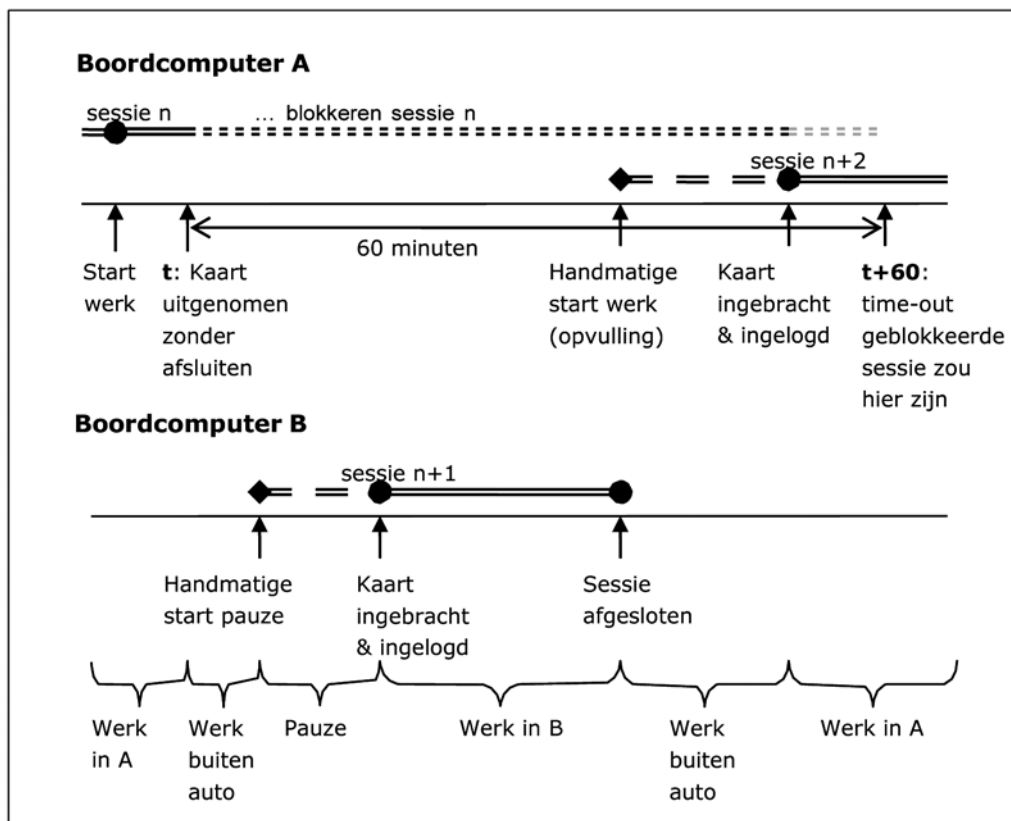 Boordcomputer A
sessie n
... blokkeren sessie n
sessie n+2
60 minuten
Start
werk
t: Kaart
uitgenomen
zonder
afsluiten
Handmatige
start werk
(opvulling)
Kaart
ingebracht
& ingelogd
t+60:
time-out
geblokkeerde
sessie zou
hier zijn
Boordcomputer B
sessie n+1
Handmatige
start pauze
Kaart
ingebracht
& ingelogd
Sessie
afgesloten
Werk
in A
Werk
buiten
auto
Pauze
Werk in B
Werk
buiten
auto
Werk in A